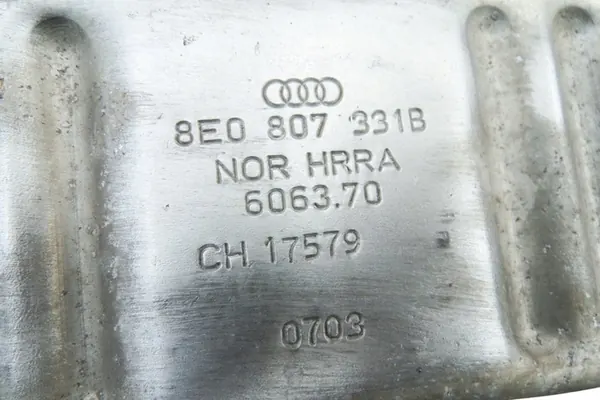 8E0 807 331B
NOR HRRA
6063.70
CH. 17579
0703